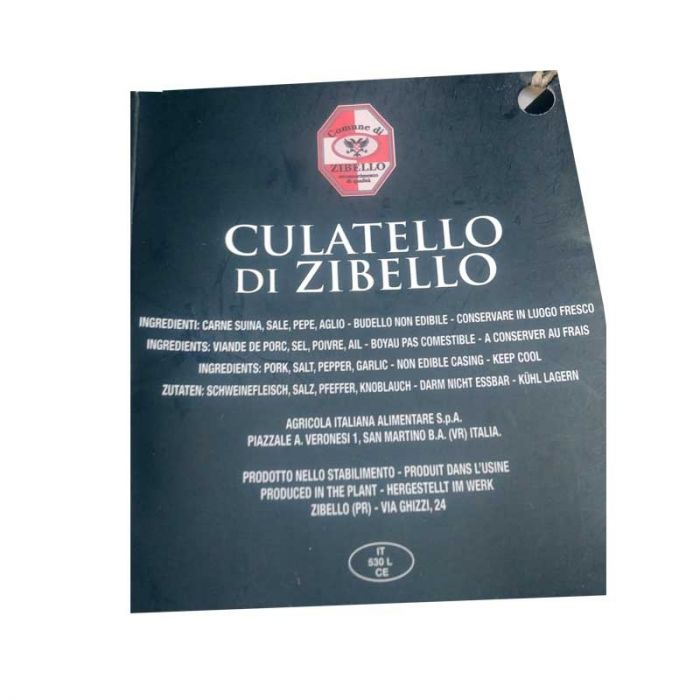 Comune di
ZIBELLO
CULATELLO
DI ZIBELLO
INGREDIENTI: CARNE SUINA, SALE, PEPE, AGLIO - BUDELLO NON EDIBILE - CONSERVARE IN LUOGO FRESCO
INGREDIENTS: VIANDE DE PORC, SEL, POIVRE, AIL - BOYAU PAS COMESTIBLE - A CONSERVER AU FRAIS
INGREDIENTS: PORK, SALT, PEPPER, GARLIC - NON EDIBLE CASING - KEEP COOL
ZUTATEN: SCHWEINEFLEISCH, SALZ, PFEFFER, KNOBLAUCH - DARM NICHT ESSBAR - KÜHL LAGERN
AGRICOLA ITALIANA ALIMENTARE S.p.A.
PIAZZALE A. VERONESI 1, SAN MARTINO B.A. (VR) ITALIA.
PRODOTTO NELLO STABILIMENTO - PRODUIT DANS L'USINE
PRODUCED IN THE PLANT - HERGESTELLT IM WERK
ZIBELLO (PR) - VIA GHIZZI, 24
IT
530 L
CE